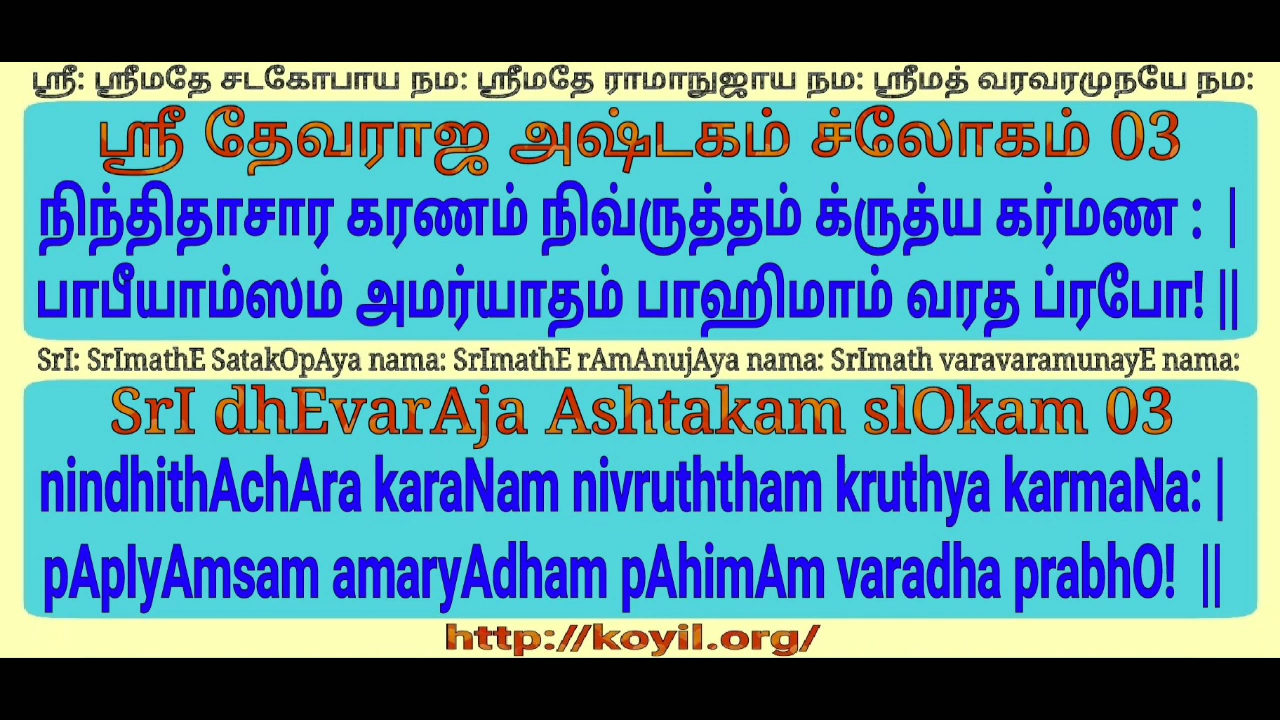 ஸ்ரீ: ஸ்ரீமதே சடகோபாய நம: ஸ்ரீமதே ராமாநுஜாய நம: ஸ்ரீமத் வரவரமுநயே நம:
ஸ்ரீ தேவராஜ அஷ்டகம் ச்லோகம் 03
நிந்திதாசார கரணம் நிவ்ருத்தம் க்ருத்ய கர்மண : |
பாபீயாம்ஸம் அமர்யாதம் பாஹிமாம் வரத ப்ரபோ! ||
SrI: SrImathE SatakOpAya nama: SrImathE rAmAnujAya nama: SrImath varavaramunayE nama:
SrI dhEvarAja Ashtakam slOkam 03
nindhithAchAra karaNam nivruththam kruthya karmaNa: |
pApIyAmsam amaryAdham pAhimAm varadha prabhO! ||
http://koyil.org/